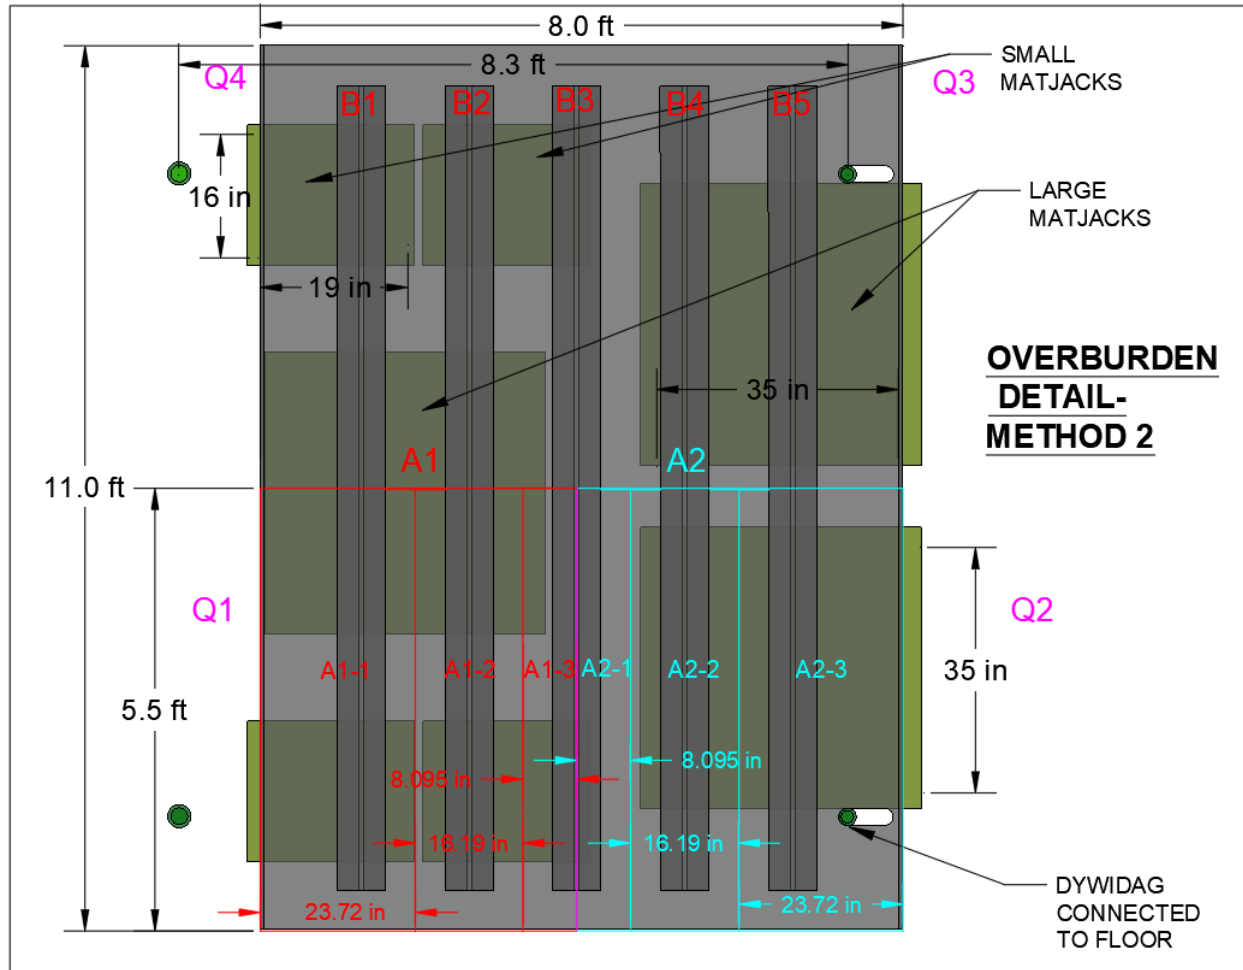 8.0 ft
8.3 ft
SMALL
MATJACKS
Q4
Q3
B1
B2
B3
B4
B5
16 in
LARGE
MATJACKS
19 in
OVERBURDEN
DETAIL-
METHOD 2
35 in
A1
A2
11.0 ft
Q1
Q2
A1-1
A1-2
A1-3
A2-1
A2-2
A2-3
35 in
5.5 ft
8.095 in
8.095 in
16.19 in
16.19 in
23.72 in
23.72 in
DYWIDAG
CONNECTED
TO FLOOR